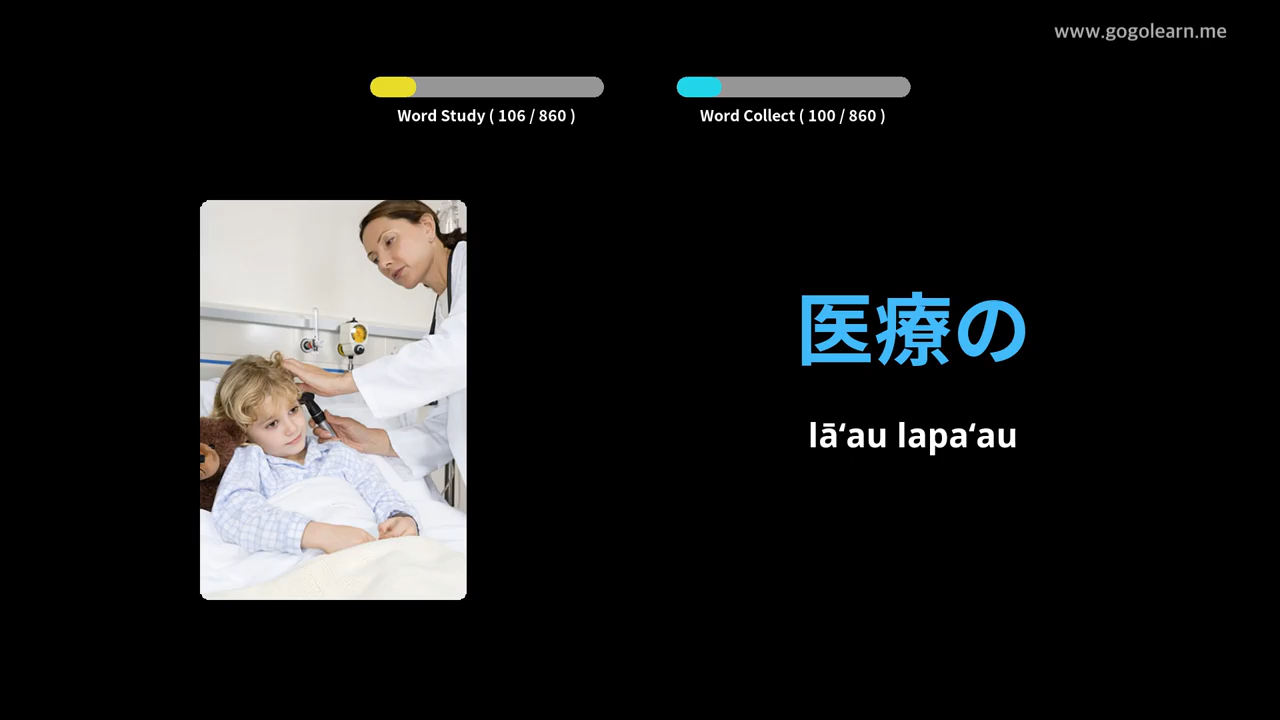 www.gogolearn.me
Word Study ( 106 / 860 )
Word Collect ( 100 / 860 )
医療の
lāʻau lapaʻau